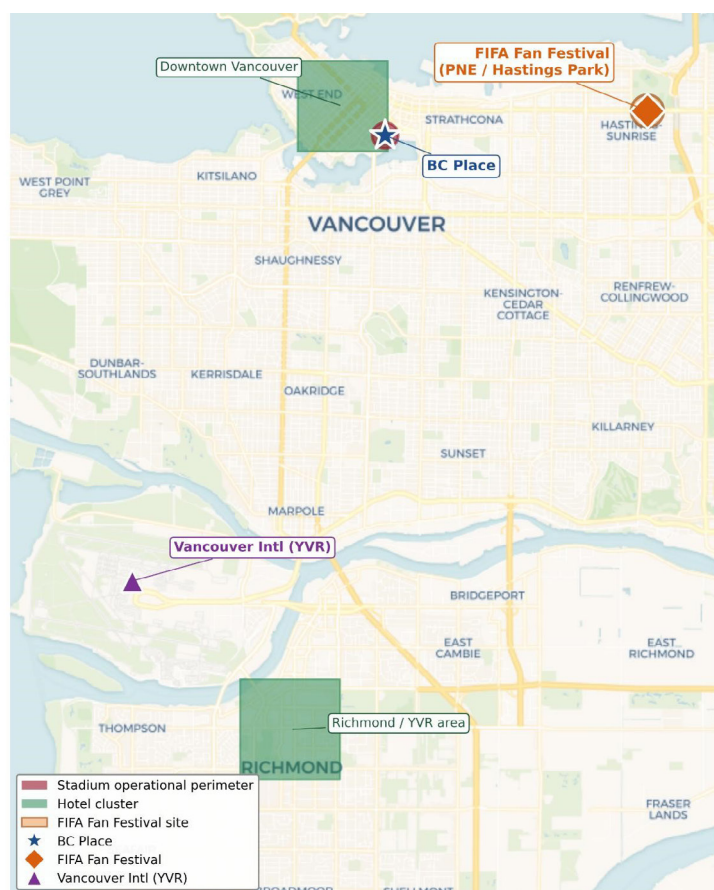 FIFA Fan Festival
(PNE / Hastings Park)
Downtown Vancouver
WEST END
STRATHCONA
HASTINGS-
SUNRISE
BC Place
WEST POINT
GREY
KITSILANO
VANCOUVER
SHAUGHNESSY
KENSINGTON-
CEDAR
COTTAGE
RENFREW-
COLLINGWOOD
DUNBAR-
SOUTHLANDS
KERRISDALE
OAKRIDGE
KILLARNEY
SUNSET
MARPOLE
Vancouver Intl (YVR)
BRIDGEPORT
EAST
CAMBIE
EAST
RICHMOND
THOMPSON
Richmond / YVR area
RICHMOND
FRASER
LANDS
Stadium operational perimeter
Hotel cluster
FIFA Fan Festival site
BC Place
FIFA Fan Festival
Vancouver Intl (YVR)